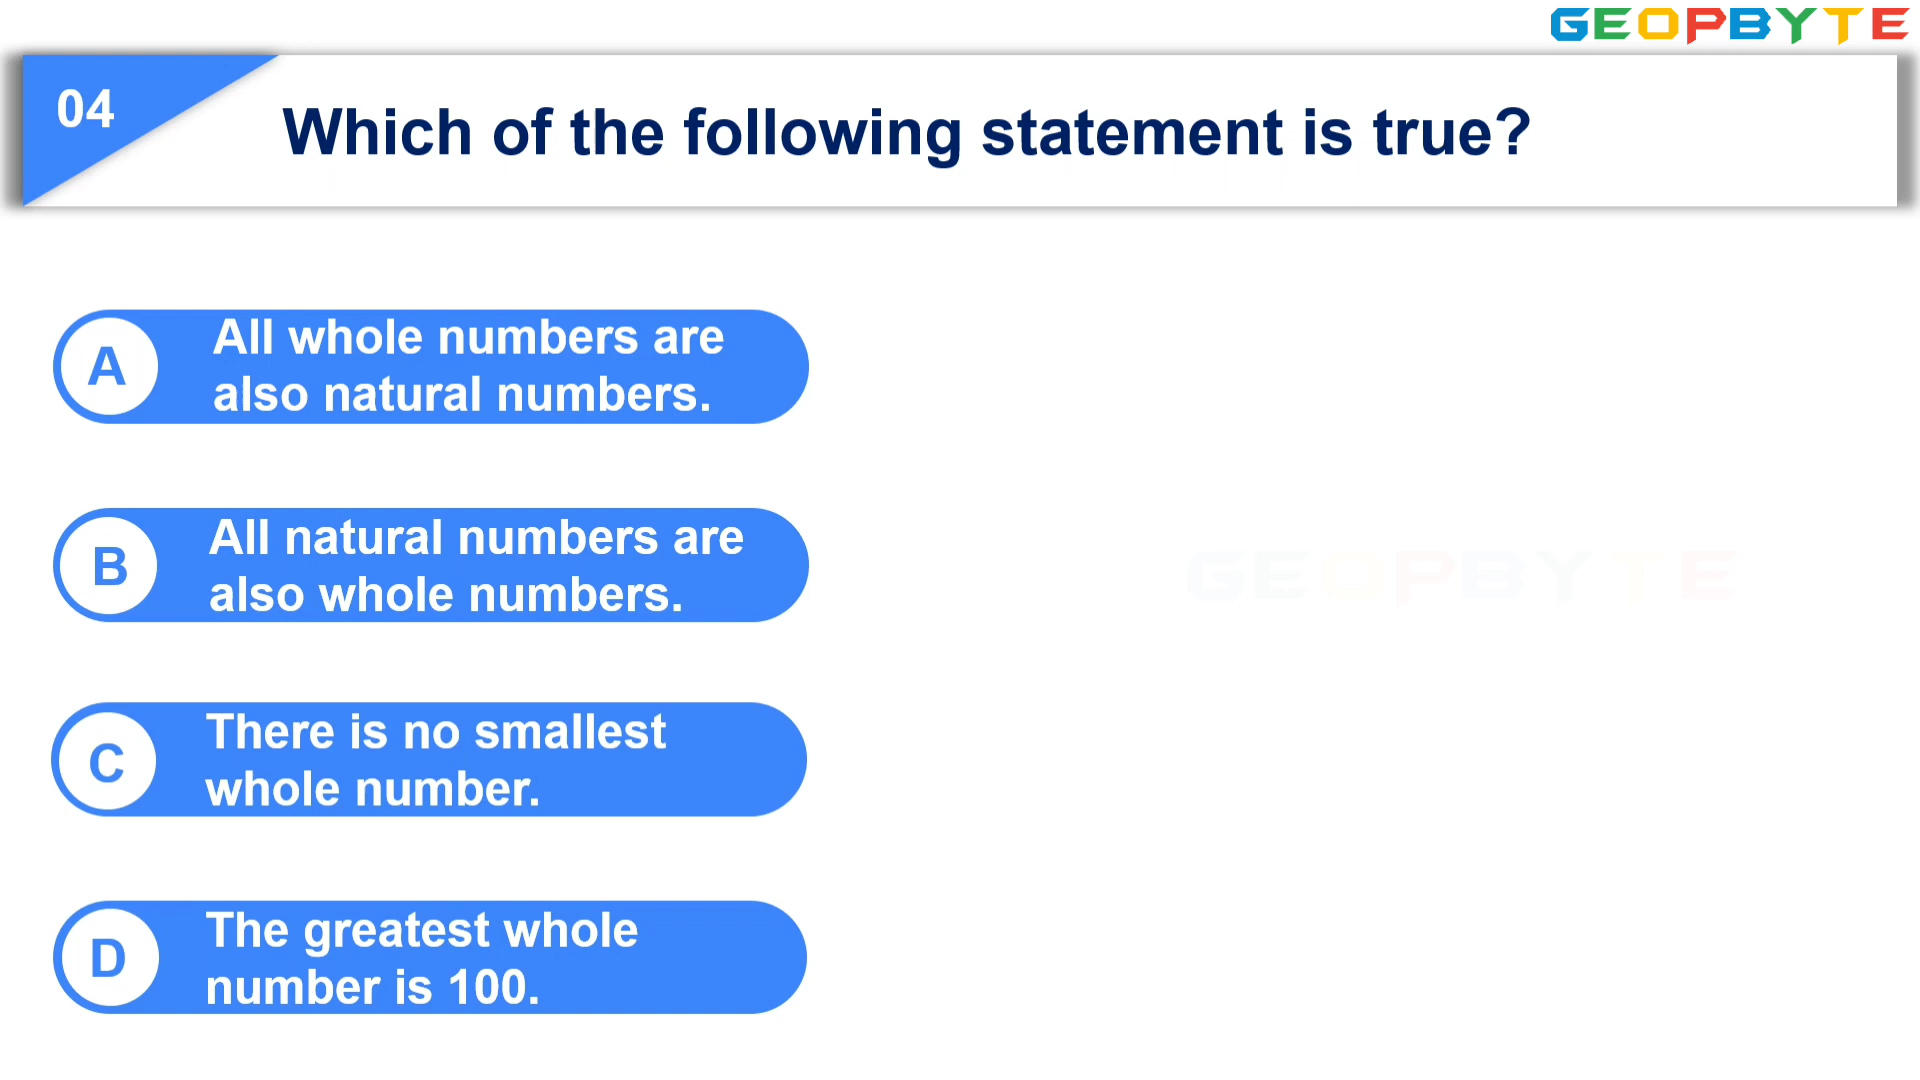 GEOPBYTE
04
Which of the following statement is true?
A
All whole numbers are
also natural numbers.
B
All natural numbers are
also whole numbers.
GEOPBYTE
C
There is no smallest
whole number.
D
The greatest whole
number is 100.